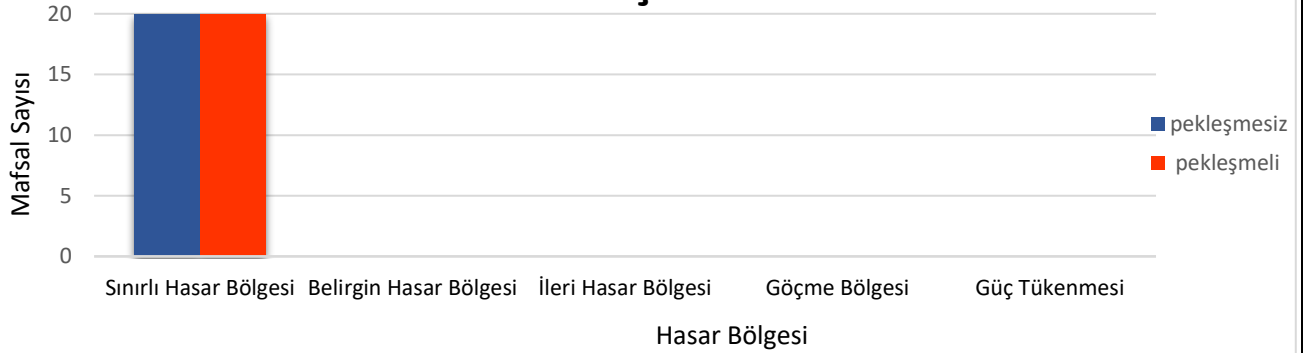 20
15
10
5
0
Mafsal Sayısı
Sınırlı Hasar Bölgesi Belirgin Hasar Bölgesi İleri Hasar Bölgesi Göçme Bölgesi Güç Tükenmesi
Hasar Bölgesi
pekleşmesiz
pekleşmeli